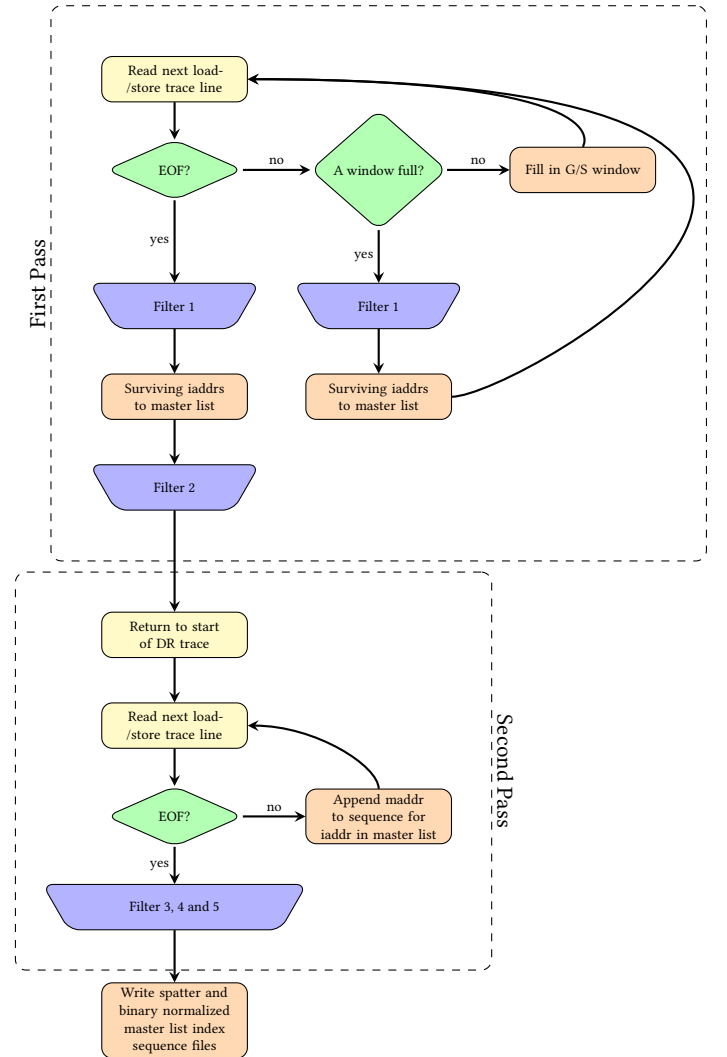 First Pass
Read next load-
/store trace line
EOF?
no
A window full?
no
Fill in G/S window
yes
yes
Filter 1
Filter 1
Surviving iaddrs
to master list
Surviving iaddrs
to master list
Filter 2
Second Pass
Return to start
of DR trace
Read next load-
/store trace line
EOF?
no
Append maddr
to sequence for
iaddr in master list
yes
Filter 3, 4 and 5
Write spatter and
binary normalized
master list index
sequence files